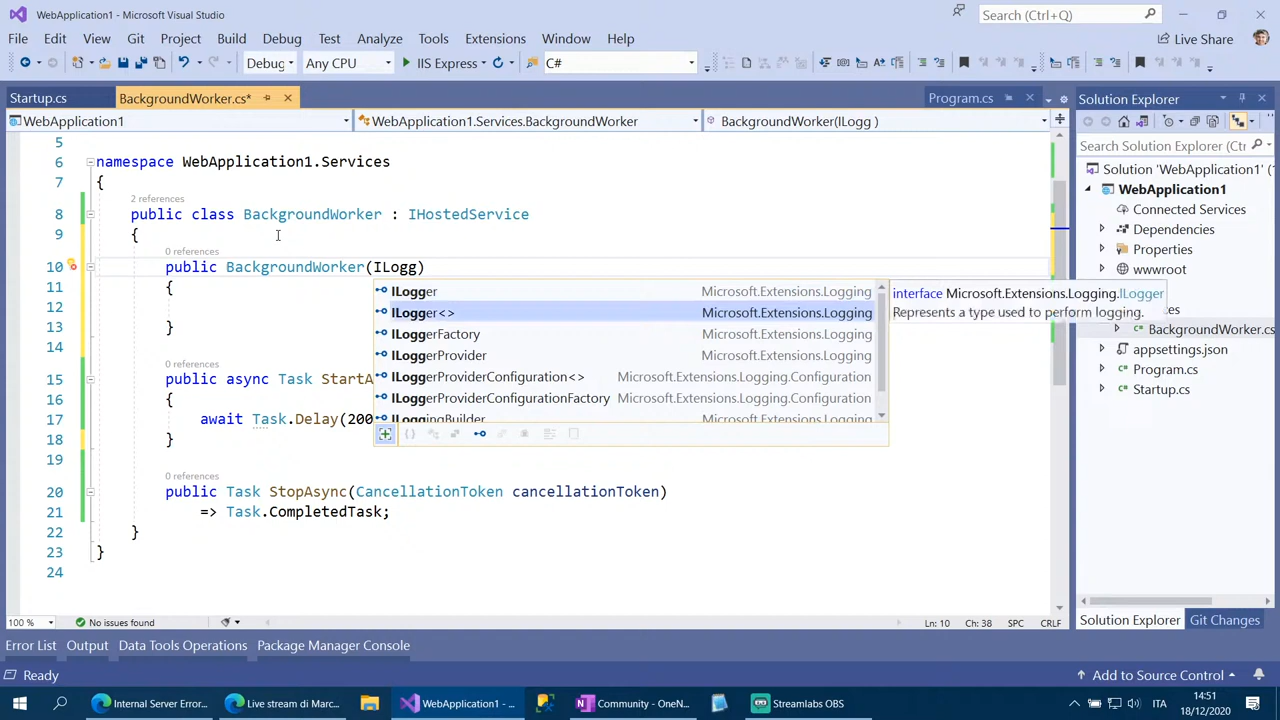 WebApplication1 - Microsoft Visual Studio
Search (Ctrl+Q)
File Edit View Git Project Build Debug Test Analyze Tools Extensions Window Help
Live Share
Debug Any CPU IIS Express C#
Startup.cs BackgroundWorker.cs* Program.cs
WebApplication1 WebApplication1.Services.BackgroundWorker BackgroundWorker(ILogg )
5
6 namespace WebApplication1.Services
7 {
2 references
8 public class BackgroundWorker : IHostedService
9 {
0 references
10 public BackgroundWorker(ILogg)
11 {
12
13 }
14
0 references
15 public async Task StartA
16 {
17 await Task.Delay(200
18 }
19
0 references
20 public Task StopAsync(CancellationToken cancellationToken)
21 => Task.CompletedTask;
22 }
23 }
24
ILogger Microsoft.Extensions.Logging
ILogger<> Microsoft.Extensions.Logging
ILoggerFactory Microsoft.Extensions.Logging
ILoggerProvider Microsoft.Extensions.Logging
ILoggerProviderConfiguration<> Microsoft.Extensions.Logging.Configuration
ILoggerProviderConfigurationFactory Microsoft.Extensions.Logging.Configuration
ILoggingBuilder Microsoft.Extensions.Logging
interface Microsoft.Extensions.Logging.ILogger
Represents a type used to perform logging.
Solution Explorer
Search Solution Explorer (Ctr
Solution 'WebApplication1' (1
WebApplication1
Connected Services
Dependencies
Properties
wwwroot
es
BackgroundWorker.cs
appsettings.json
Program.cs
Startup.cs
Solution Explorer Git Changes
100 % No issues found Ln: 10 Ch: 38 SPC CRLF
Error List Output Data Tools Operations Package Manager Console
Ready
Add to Source Control
Internal Server Error... Live stream di Marc... WebApplication1 - ... Community - OneN... Streamlabs OBS
ITA
14:51
18/12/2020